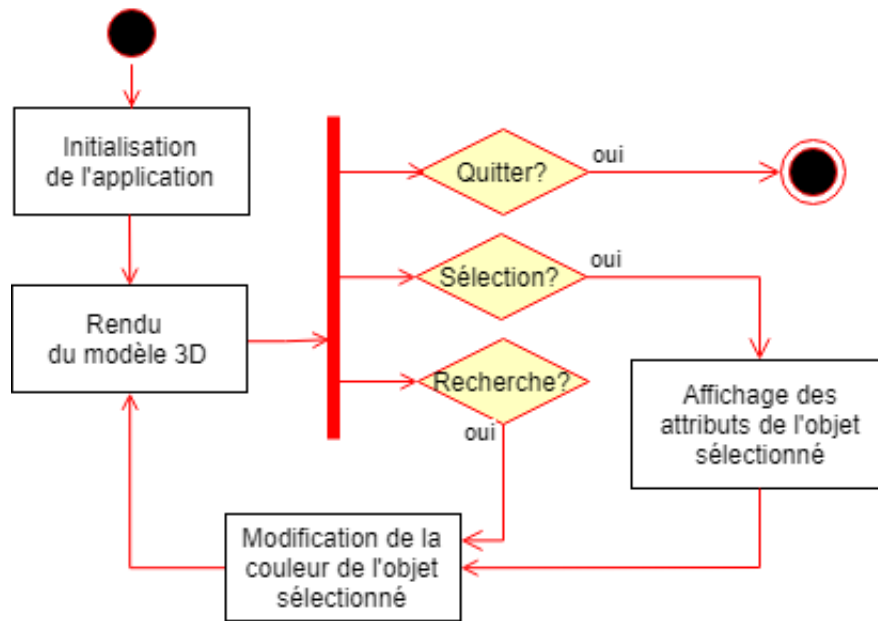 Initialisation
de l'application
Quitter?
oui
Sélection?
oui
Rendu
du modèle 3D
Recherche?
oui
Affichage des
attributs de l'objet
sélectionné
Modification de la
couleur de l'objet
sélectionné